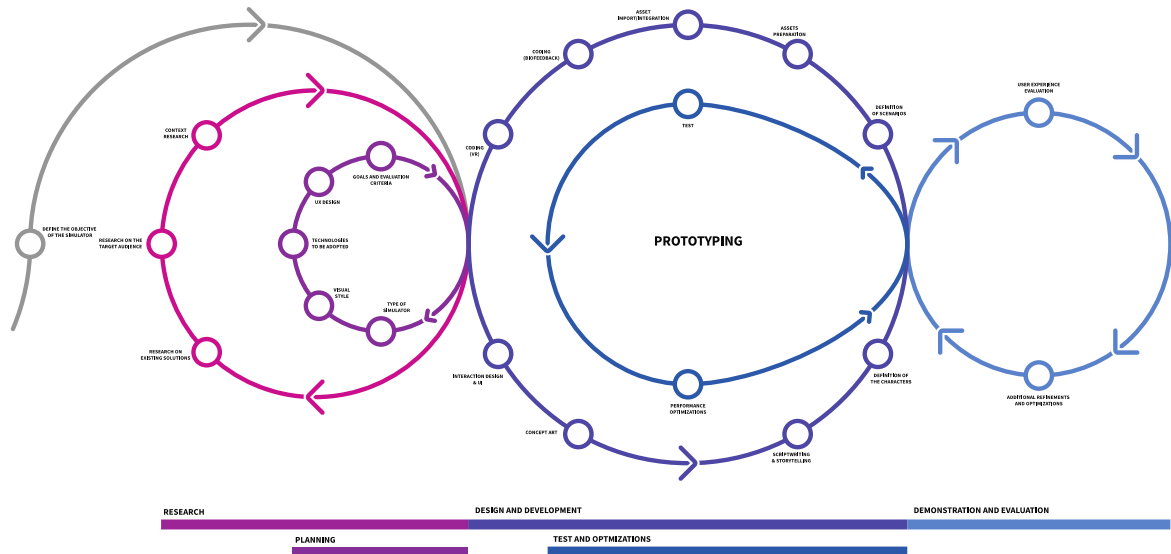 DEFINE THE OBJECTIVE
OF THE SIMULATOR
CONTEXT
RESEARCH
RESEARCH ON THE
TARGET AUDIENCE
RESEARCH ON
EXISTING SOLUTIONS
GOALS AND EVALUATION
CRITERIA
UX DESIGN
TECHNOLOGIES
TO BE ADOPTED
VISUAL
STYLE
TYPE OF
SIMULATOR
ASSET
IMPORT/INTEGRATION
ASSETS
PREPARATION
CODING
(BIOFEEDBACK)
CODING
(VR)
DEFINITION
OF SCENARIOS
TEST
PROTOTYPING
PERFORMANCE
OPTIMIZATIONS
INTERACTION DESIGN
& UI
CONCEPT ART
SCRIPTWRITING
& STORYTELLING
DEFINITION OF
THE CHARACTERS
USER EXPERIENCE
EVALUATION
ADDITIONAL REFINEMENTS
AND OPTIMIZATIONS
RESEARCH
DESIGN AND DEVELOPMENT
DEMONSTRATION AND EVALUATION
PLANNING
TEST AND OPTMIZATIONS